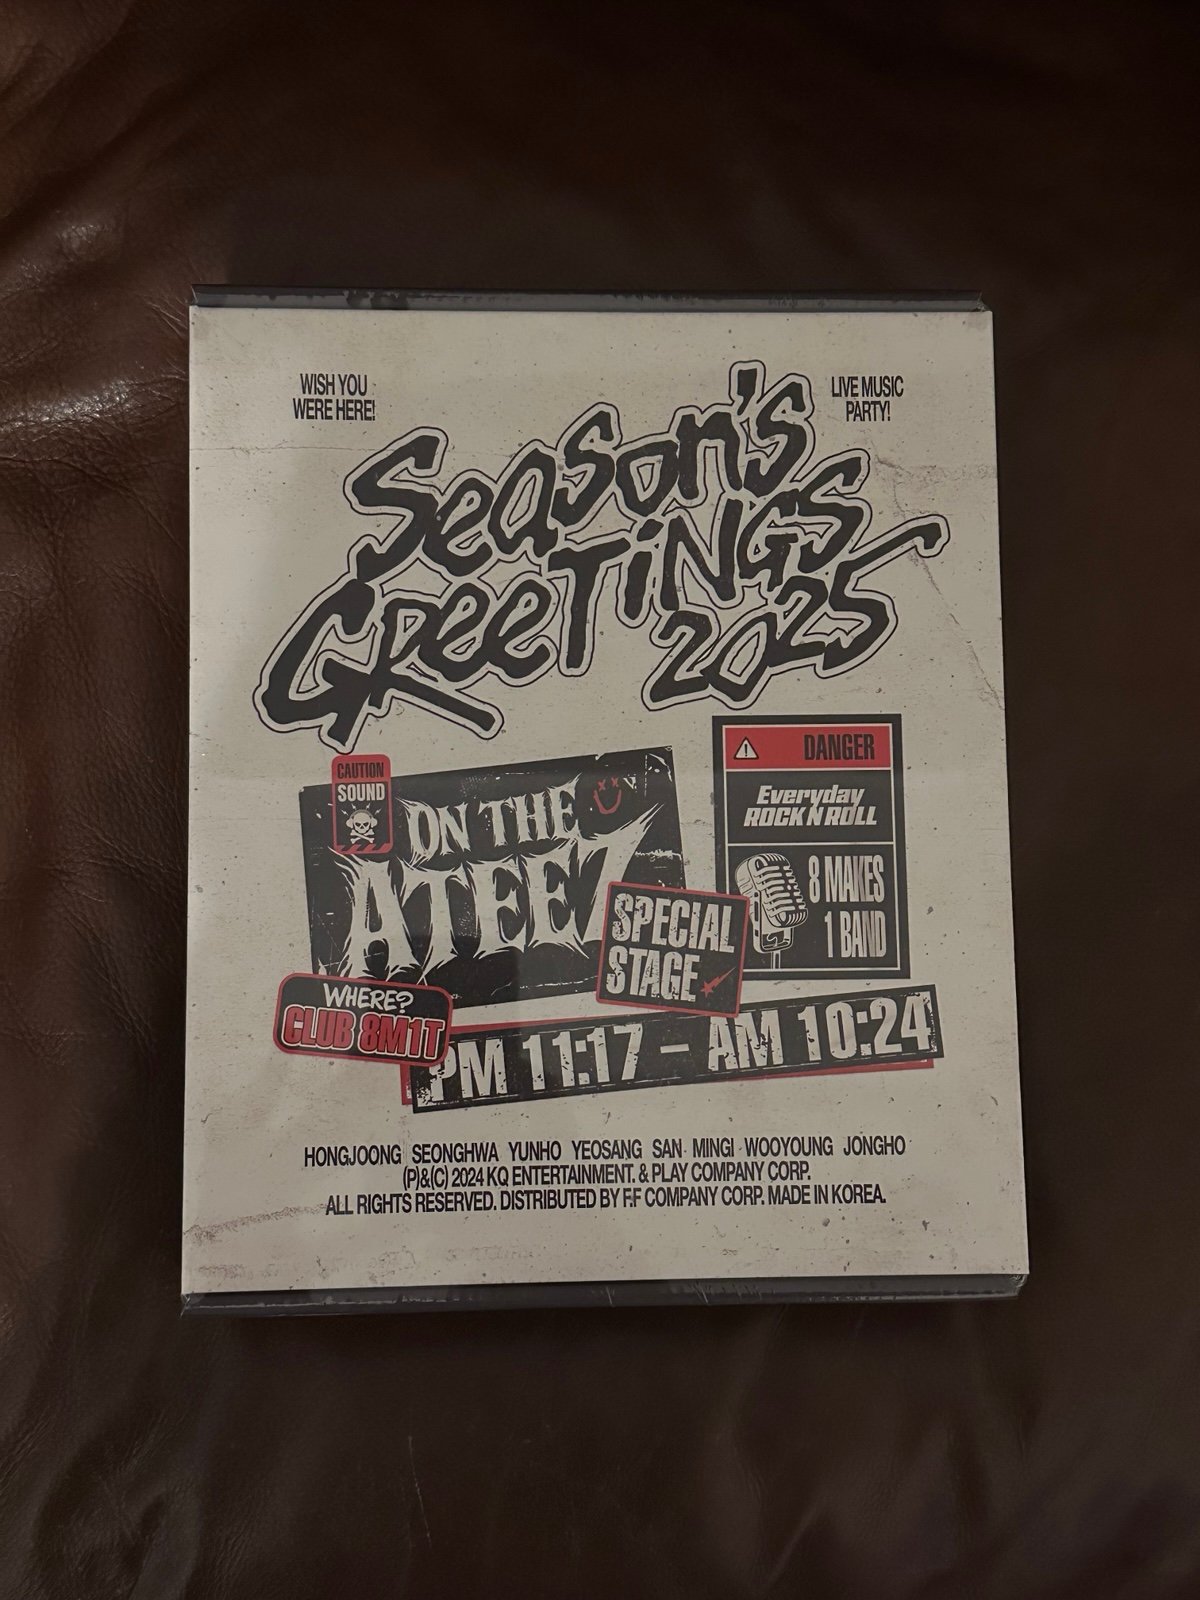 WISH YOU
WERE HERE!
LIVE MUSIC
PARTY!
Season's
GReeTiNGS
2025
CAUTION
SOUND
ON THE
ATEEZ
DANGER
Everyday
ROCK N ROLL
8 MAKES
1 BAND
SPECIAL
STAGE
WHERE?
CLUB 8M1T
PM 11:17 – AM 10:24
HONGJOONG SEONGHWA YUNHO YEOSANG SAN MINGI WOOYOUNG JONGHO
(P)&(C) 2024 KQ ENTERTAINMENT. & PLAY COMPANY CORP.
ALL RIGHTS RESERVED. DISTRIBUTED BY F.F COMPANY CORP. MADE IN KOREA.